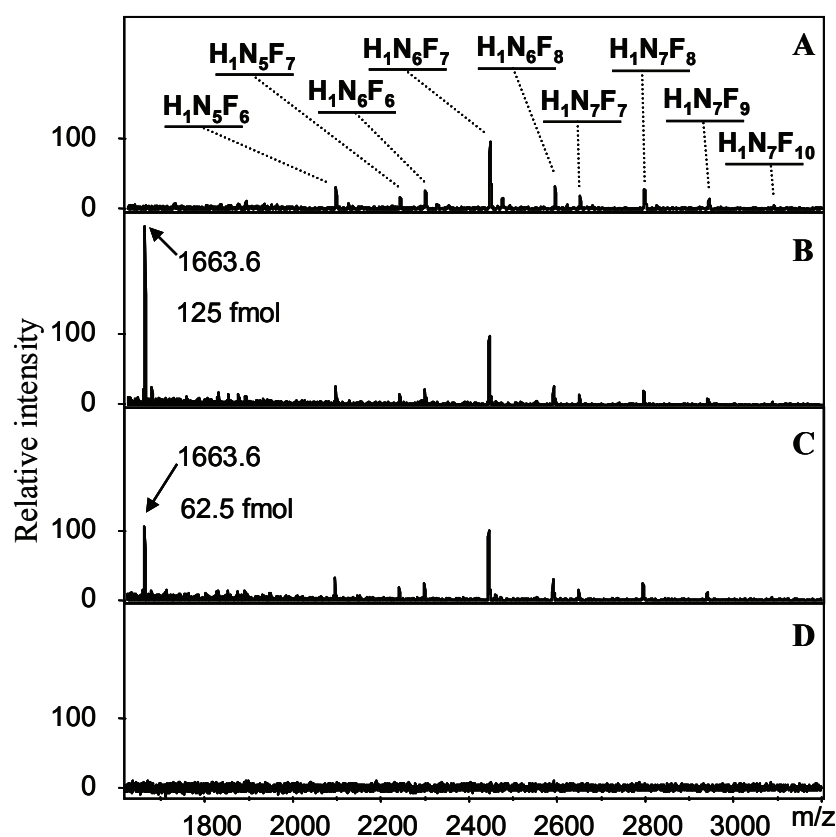 A
H₁N₅F₇
H₁N₆F₇
H₁N₆F₈
H₁N₇F₈
H₁N₆F₆
H₁N₅F₆
H₁N₇F₇
H₁N₇F₉
H₁N₇F₁₀
100
0
B
1663.6
125 fmol
100
0
C
1663.6
62.5 fmol
100
0
D
100
0
Relative intensity
1800 2000 2200 2400 2600 2800 3000 m/z